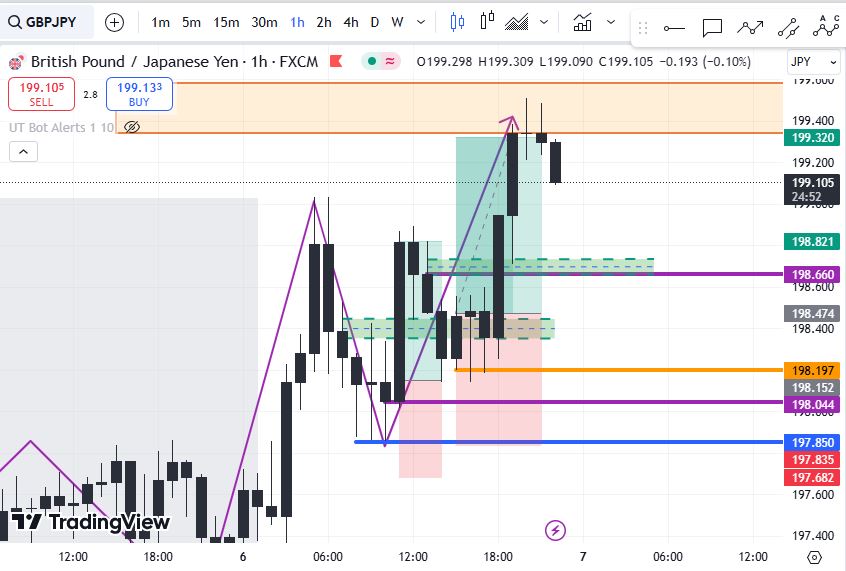 GBPJPY 1m 5m 15m 30m 1h 2h 4h D W
A C
British Pound / Japanese Yen · 1h · FXCM O199.298 H199.309 L199.090 C199.105 −0.193 (−0.10%) JPY
199.105 SELL 2.8 199.133 BUY
UT Bot Alerts 1 10
199.400
199.320
199.200
199.105
24:52
198.821
198.660
198.600
198.474
198.400
198.197
198.152
198.044
197.850
197.835
197.682
197.600
197.400
TradingView
12:00 18:00 6 06:00 12:00 18:00 7 06:00 12:00